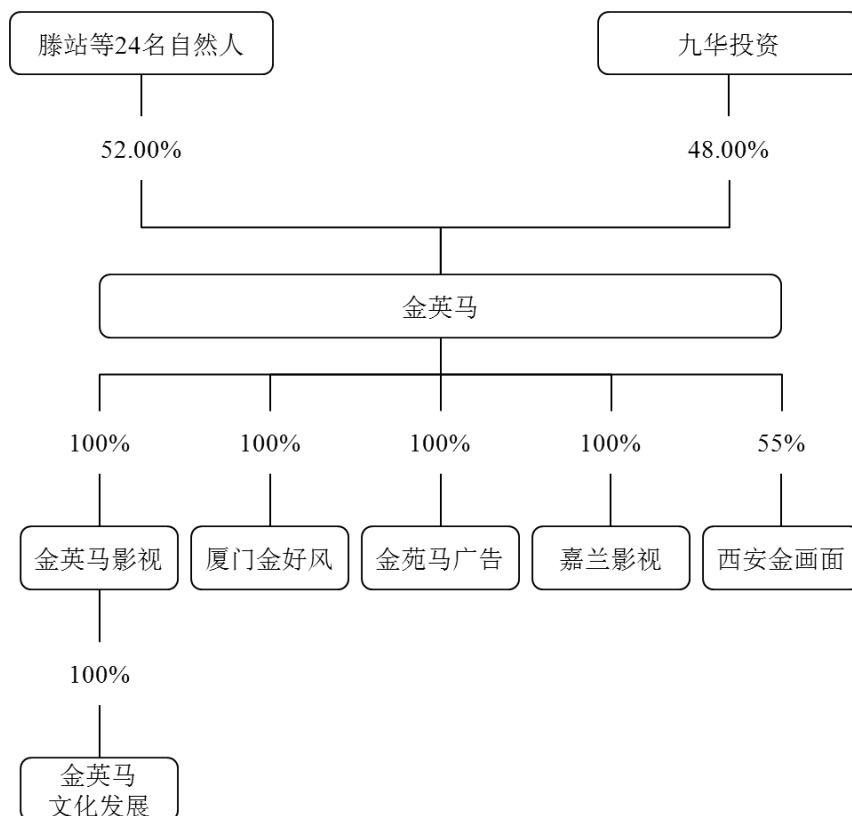 滕站等24名自然人
九华投资
52.00%
48.00%
金英马
100%
100%
100%
100%
55%
金英马影视
厦门金好风
金苑马广告
嘉兰影视
西安金画面
100%
金英马
文化发展